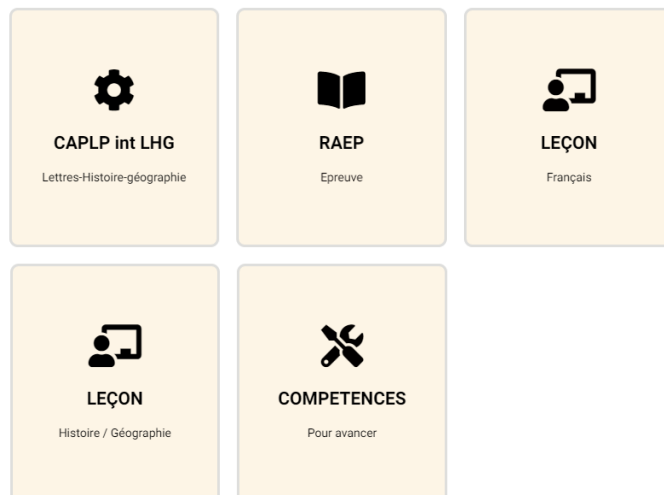 CAPLP int LHG
Lettres-Histoire-géographie
RAEP
Epreuve
LEÇON
Français
LEÇON
Histoire / Géographie
COMPETENCES
Pour avancer